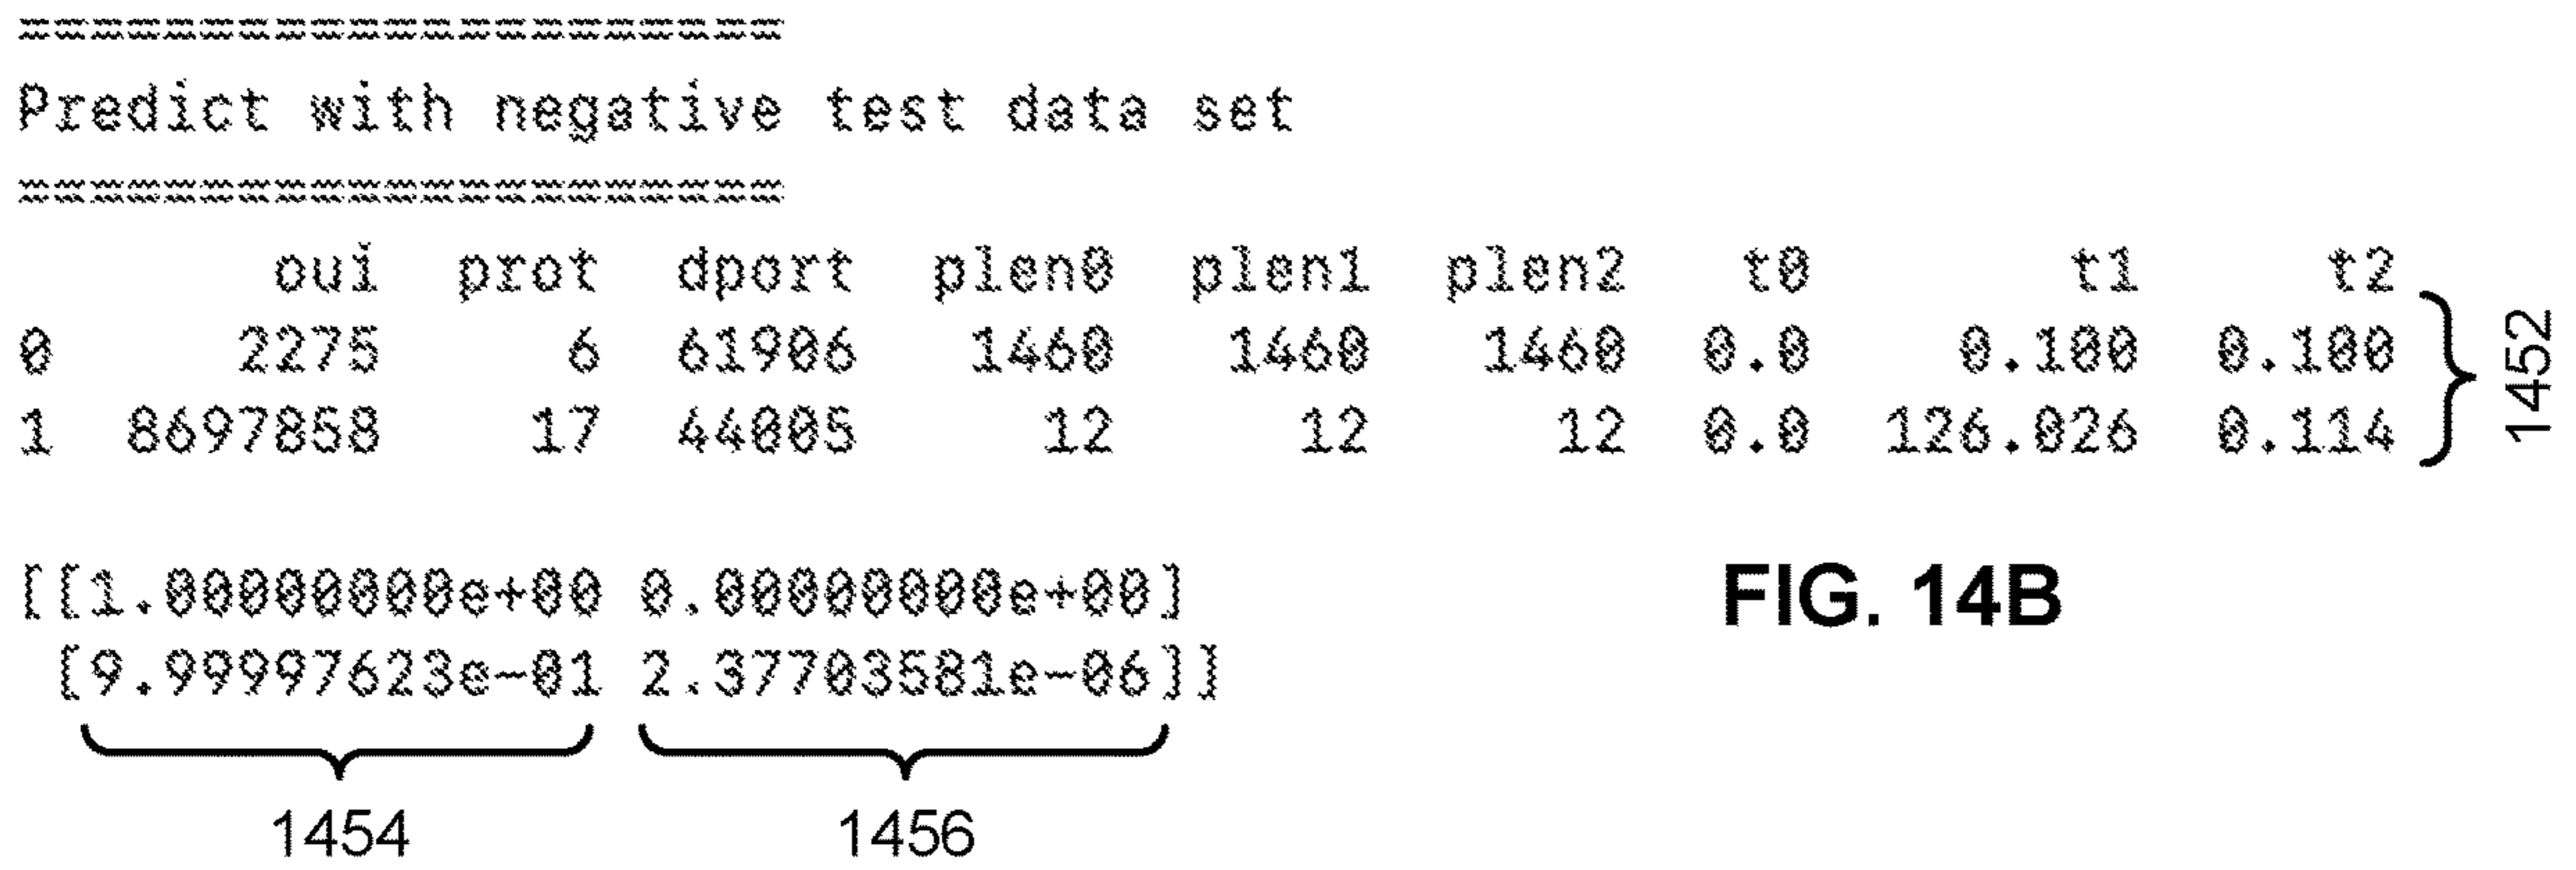 =====================
Predict with negative test data set
=====================
oui prot dport plen0 plen1 plen2 t0 t1 t2
0 2275 6 61906 1460 1460 1460 0.0 0.100 0.100
1 8697858 17 44005 12 12 12 0.0 126.026 0.114
1452
[[1.00000000e+00 0.00000000e+00]
[9.99997623e-01 2.37703581e-06]]
FIG. 14B
1454 1456